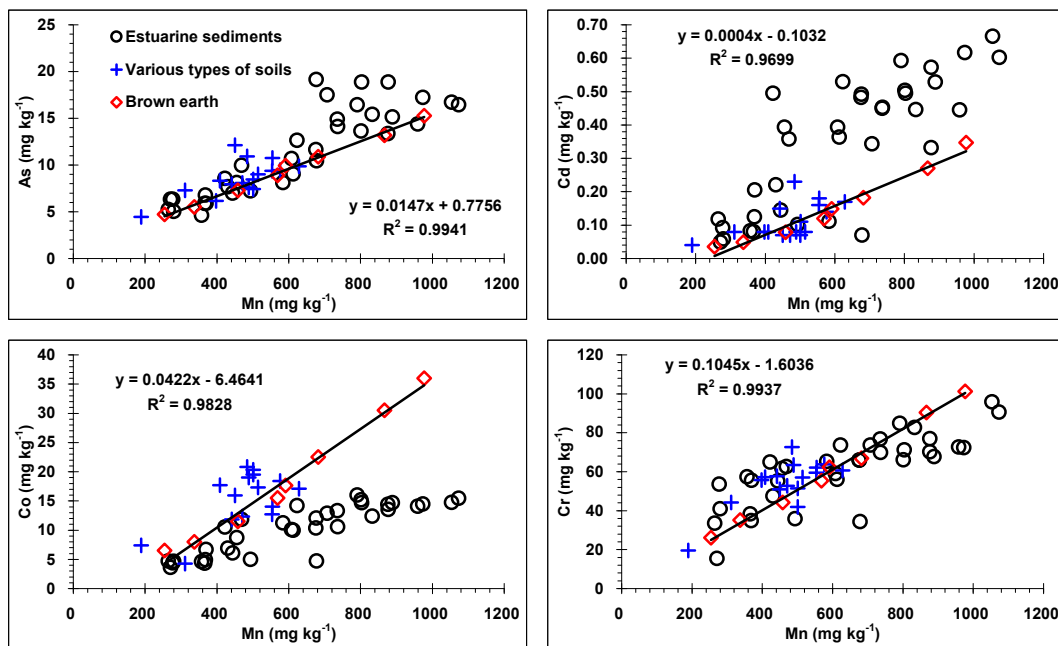 Estuarine sediments
Various types of soils
Brown earth
y = 0.0147x + 0.7756
R² = 0.9941
As (mg kg⁻¹)
25
20
15
10
5
0
0 200 400 600 800 1000 1200
Mn (mg kg⁻¹)
y = 0.0004x - 0.1032
R² = 0.9699
Cd (mg kg⁻¹)
0.70
0.60
0.50
0.40
0.30
0.20
0.10
0.00
0 200 400 600 800 1000 1200
Mn (mg kg⁻¹)
y = 0.0422x - 6.4641
R² = 0.9828
Co (mg kg⁻¹)
40
35
30
25
20
15
10
5
0
0 200 400 600 800 1000 1200
Mn (mg kg⁻¹)
y = 0.1045x - 1.6036
R² = 0.9937
Cr (mg kg⁻¹)
120
100
80
60
40
20
0
0 200 400 600 800 1000 1200
Mn (mg kg⁻¹)